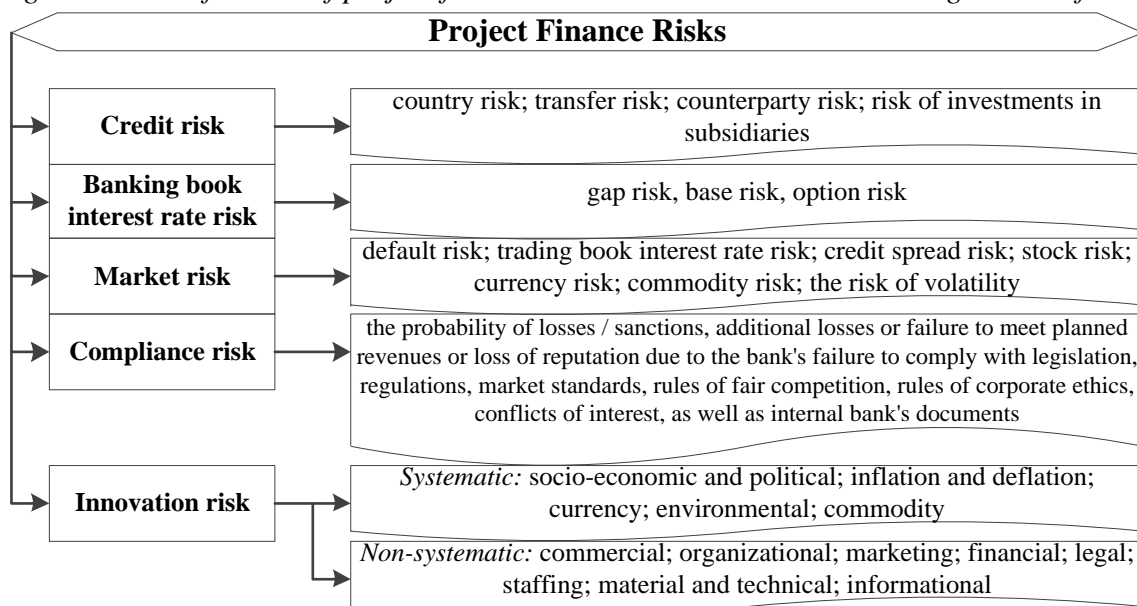 Project Finance Risks
Credit risk
country risk; transfer risk; counterparty risk; risk of investments in
subsidiaries
Banking book
interest rate risk
gap risk, base risk, option risk
Market risk
default risk; trading book interest rate risk; credit spread risk; stock risk;
currency risk; commodity risk; the risk of volatility
Compliance risk
the probability of losses / sanctions, additional losses or failure to meet planned
revenues or loss of reputation due to the bank's failure to comply with legislation,
regulations, market standards, rules of fair competition, rules of corporate ethics,
conflicts of interest, as well as internal bank's documents
Innovation risk
Systematic: socio-economic and political; inflation and deflation;
currency; environmental; commodity
Non-systematic: commercial; organizational; marketing; financial; legal;
staffing; material and technical; informational